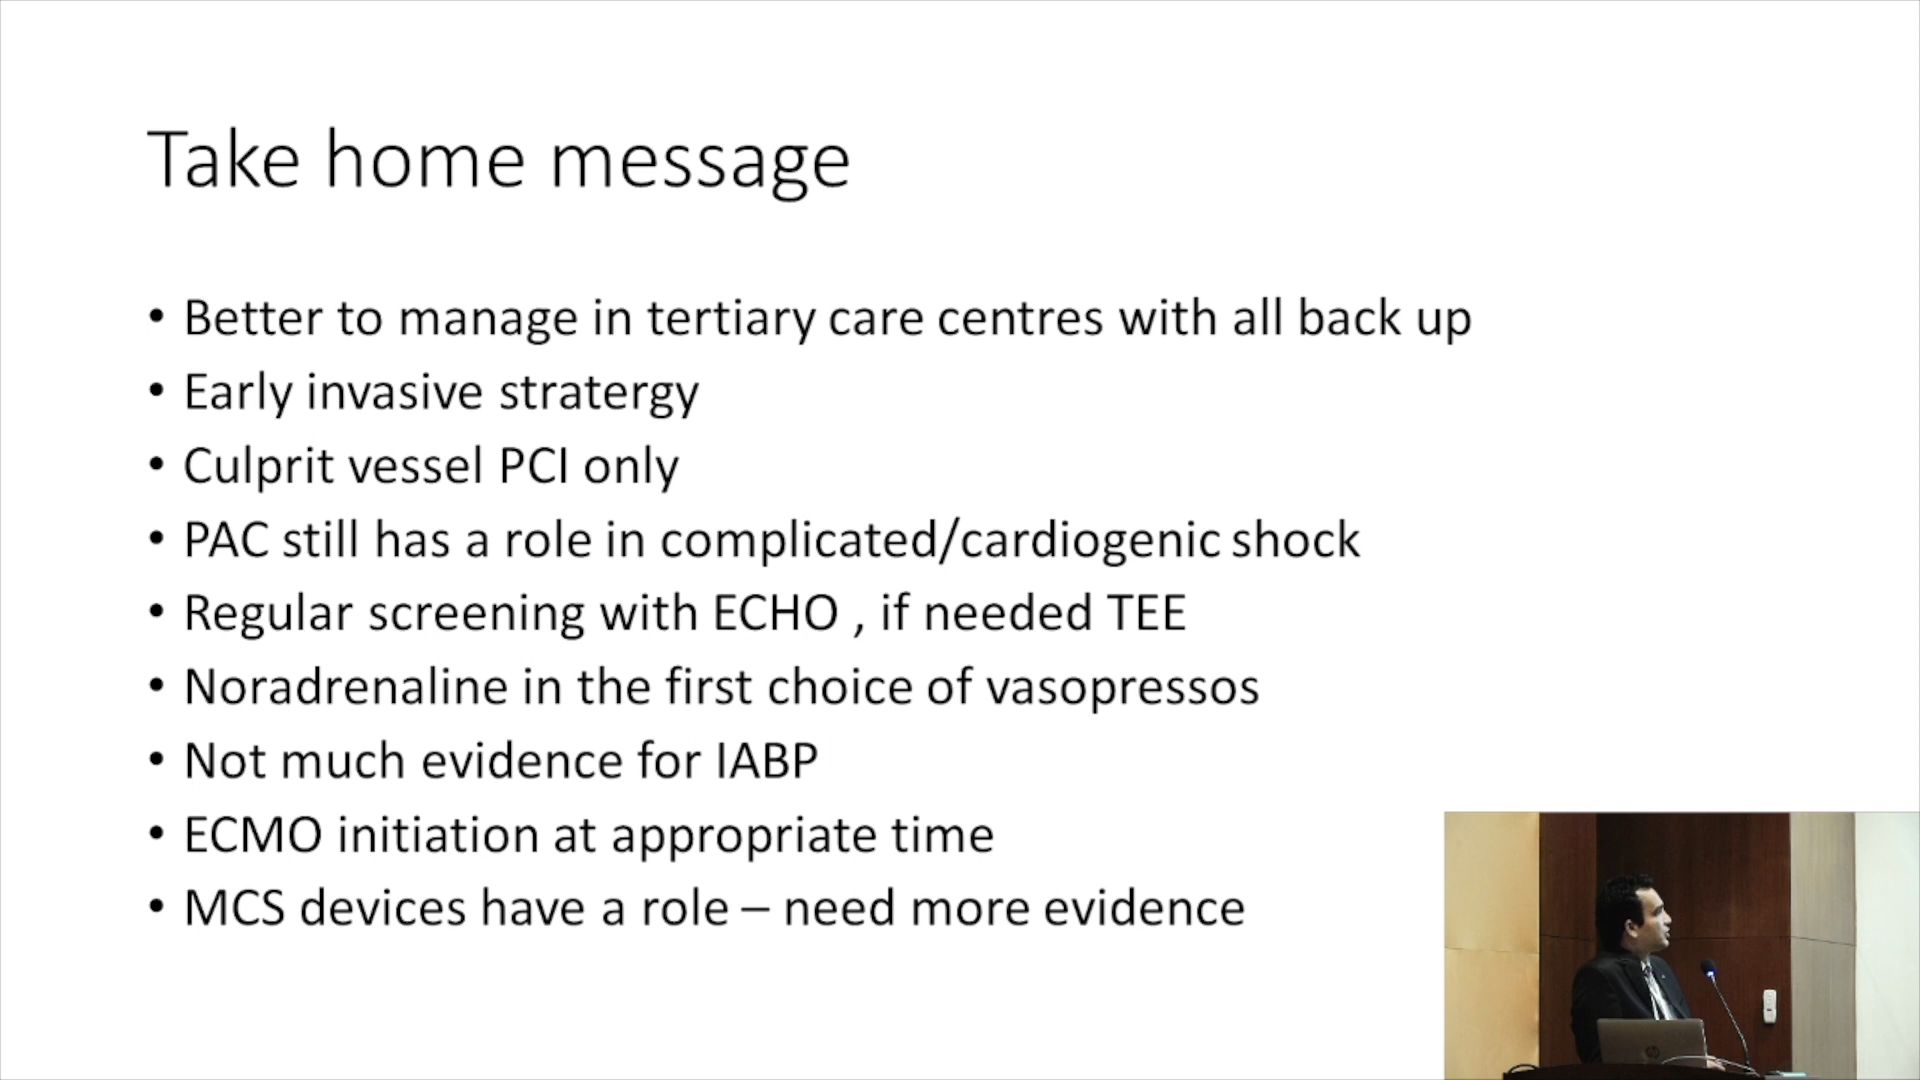 Take home message
• Better to manage in tertiary care centres with all back up
• Early invasive stratergy
• Culprit vessel PCI only
• PAC still has a role in complicated/cardiogenic shock
• Regular screening with ECHO , if needed TEE
• Noradrenaline in the first choice of vasopressos
• Not much evidence for IABP
• ECMO initiation at appropriate time
• MCS devices have a role – need more evidence